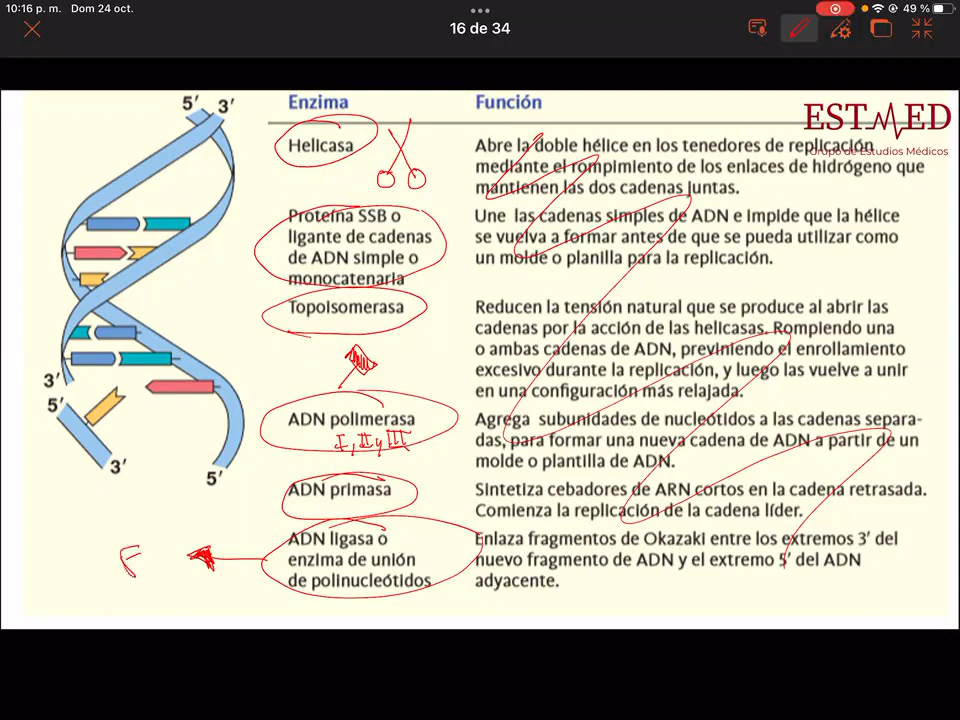 10:16 p. m. Dom 24 oct.
49 %
16 de 34
5' 3'
Enzima Función
ESTMED
Grupo de Estudios Médicos
Helicasa
Abre la doble hélice en los tenedores de replicación
mediante el rompimiento de los enlaces de hidrógeno que
mantienen las dos cadenas juntas.
Proteína SSB o
ligante de cadenas
de ADN simple o
monocatenaria
Une las cadenas simples de ADN e impide que la hélice
se vuelva a formar antes de que se pueda utilizar como
un molde o planilla para la replicación.
Topoisomerasa
Reducen la tensión natural que se produce al abrir las
cadenas por la acción de las helicasas. Rompiendo una
o ambas cadenas de ADN, previniendo el enrollamiento
excesivo durante la replicación, y luego las vuelve a unir
en una configuración más relajada.
3'
5'
3'
5'
ADN polimerasa
I, II y III
Agrega subunidades de nucleótidos a las cadenas separa-
das, para formar una nueva cadena de ADN a partir de un
molde o plantilla de ADN.
ADN primasa
Sintetiza cebadores de ARN cortos en la cadena retrasada.
Comienza la replicación de la cadena líder.
ADN ligasa o
enzima de unión
de polinucleótidos
Enlaza fragmentos de Okazaki entre los extremos 3' del
nuevo fragmento de ADN y el extremo 5' del ADN
adyacente.